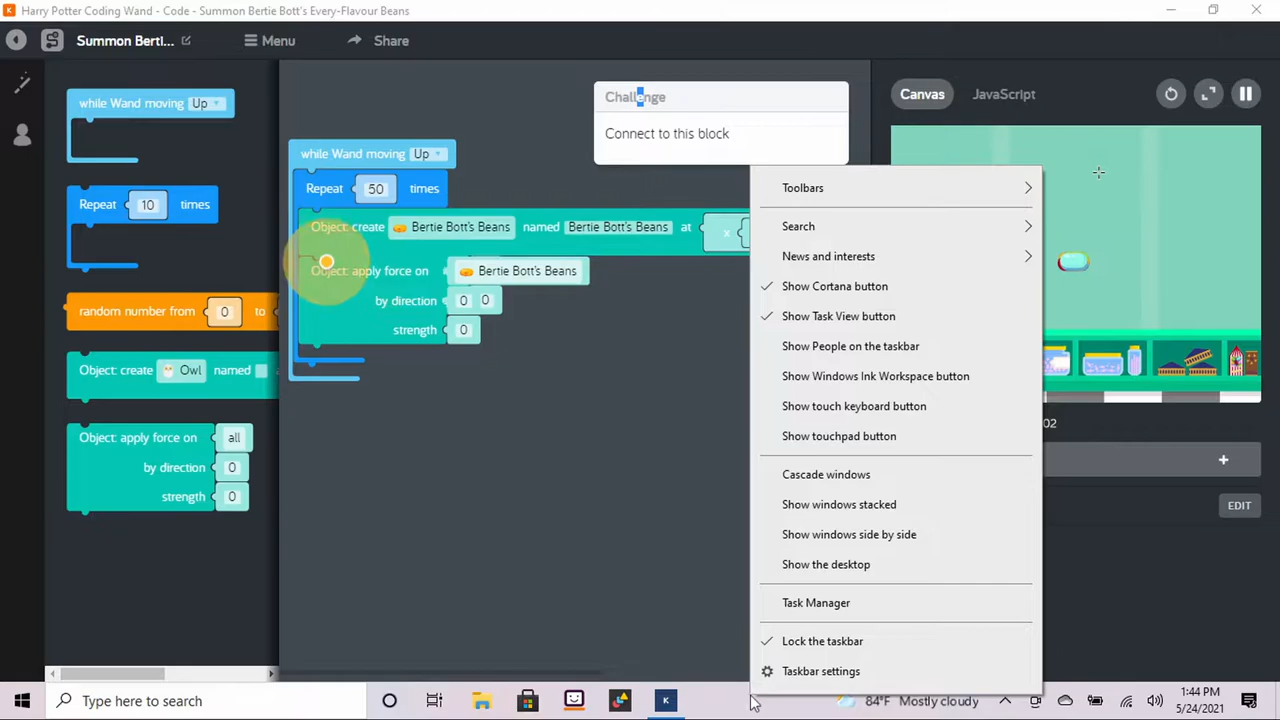 Harry Potter Coding Wand - Code - Summon Bertie Bott's Every-Flavour Beans
Summon Berti...
Menu
Share
while Wand moving Up
Repeat 10 times
random number from 0 to
Object: create Owl named
Object: apply force on all
by direction 0
strength 0
while Wand moving Up
Repeat 50 times
Object: create Bertie Bott's Beans named Bertie Bott's Beans at x
Object: apply force on Bertie Bott's Beans
by direction 0 0
strength 0
Challenge
Connect to this block
Canvas
JavaScript
02
EDIT
Toolbars
Search
News and interests
Show Cortana button
Show Task View button
Show People on the taskbar
Show Windows Ink Workspace button
Show touch keyboard button
Show touchpad button
Cascade windows
Show windows stacked
Show windows side by side
Show the desktop
Task Manager
Lock the taskbar
Taskbar settings
Type here to search
K
84°F Mostly cloudy
1:44 PM
5/24/2021